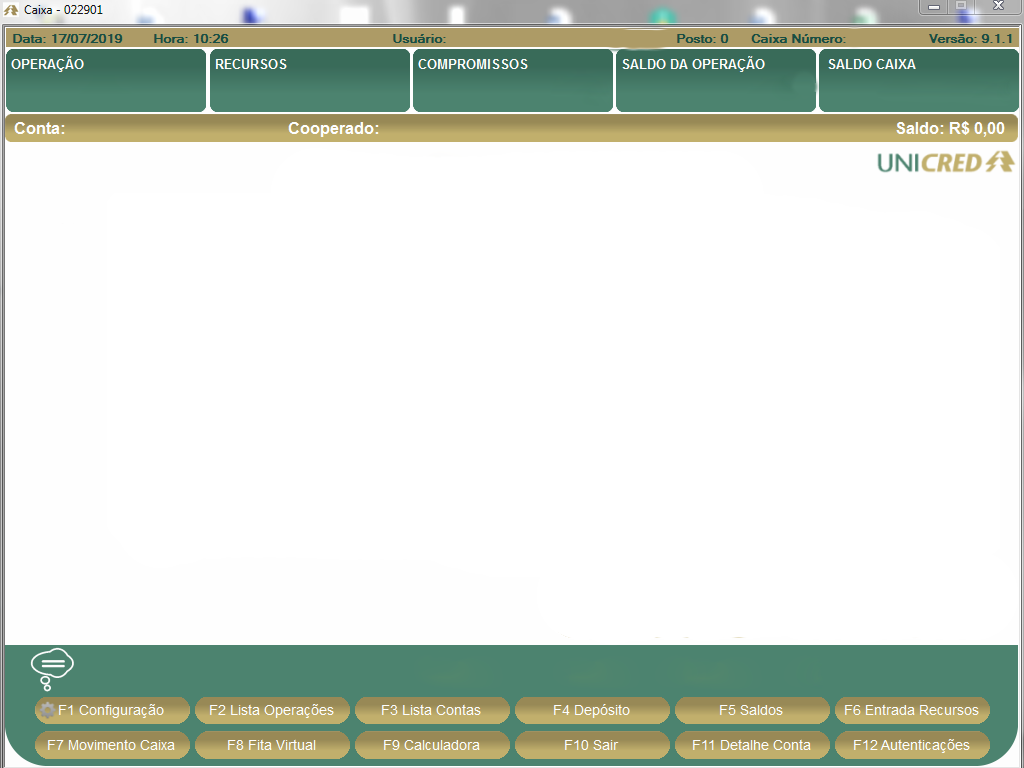 Caixa - 022901
Data: 17/07/2019 Hora: 10:26 Usuário: Posto: 0 Caixa Número: Versão: 9.1.1
OPERAÇÃO RECURSOS COMPROMISSOS SALDO DA OPERAÇÃO SALDO CAIXA
Conta: Cooperado: Saldo: R$ 0,00
UNICRED
F1 Configuração F2 Lista Operações F3 Lista Contas F4 Depósito F5 Saldos F6 Entrada Recursos
F7 Movimento Caixa F8 Fita Virtual F9 Calculadora F10 Sair F11 Detalhe Conta F12 Autenticações